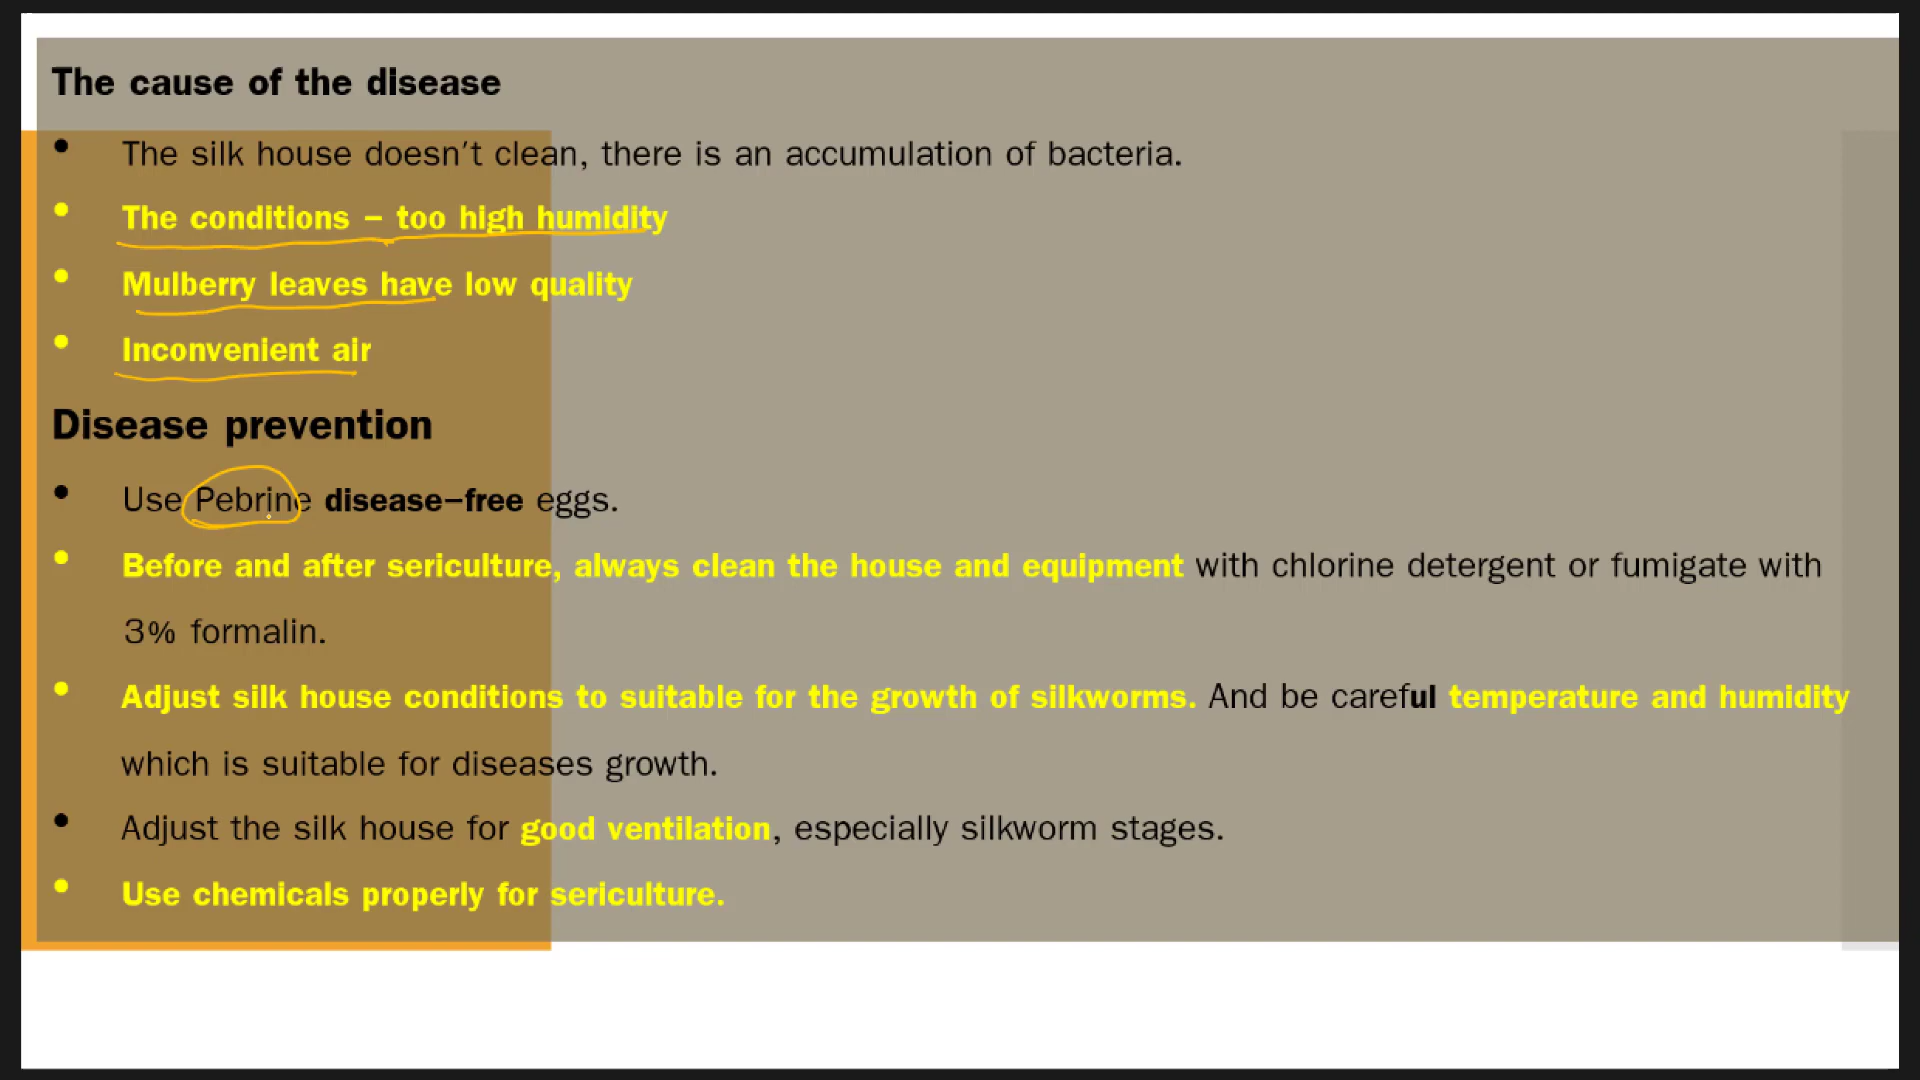 The cause of the disease
• The silk house doesn't clean, there is an accumulation of bacteria.
• The conditions – too high humidity
• Mulberry leaves have low quality
• Inconvenient air
Disease prevention
• Use Pebrine disease–free eggs.
• Before and after sericulture, always clean the house and equipment with chlorine detergent or fumigate with
3% formalin.
• Adjust silk house conditions to suitable for the growth of silkworms. And be careful temperature and humidity
which is suitable for diseases growth.
• Adjust the silk house for good ventilation, especially silkworm stages.
• Use chemicals properly for sericulture.